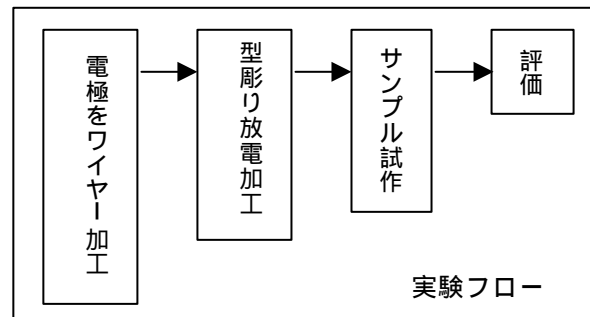 電極をワイヤー加工
型彫り放電加工
サンプル試作
評価
実験フロー